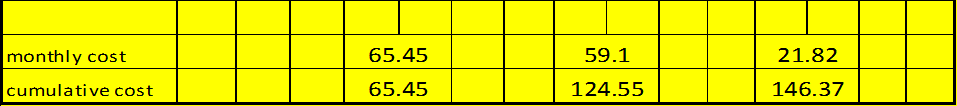 monthly cost 65.45 59.1 21.82
cumulative cost 65.45 124.55 146.37